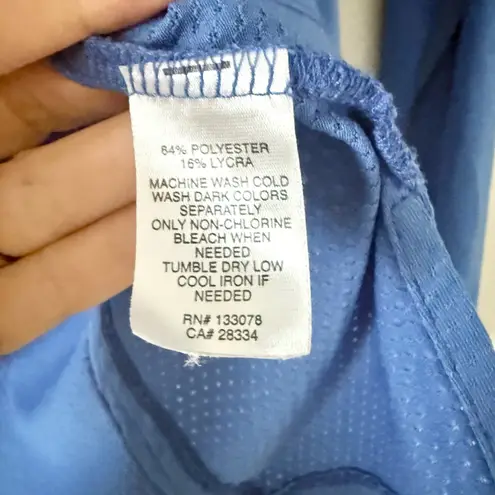 84% POLYESTER
16% LYCRA
MACHINE WASH COLD
WASH DARK COLORS
SEPARATELY
ONLY NON-CHLORINE
BLEACH WHEN
NEEDED
TUMBLE DRY LOW
COOL IRON IF
NEEDED
RN# 133078
CA# 28334